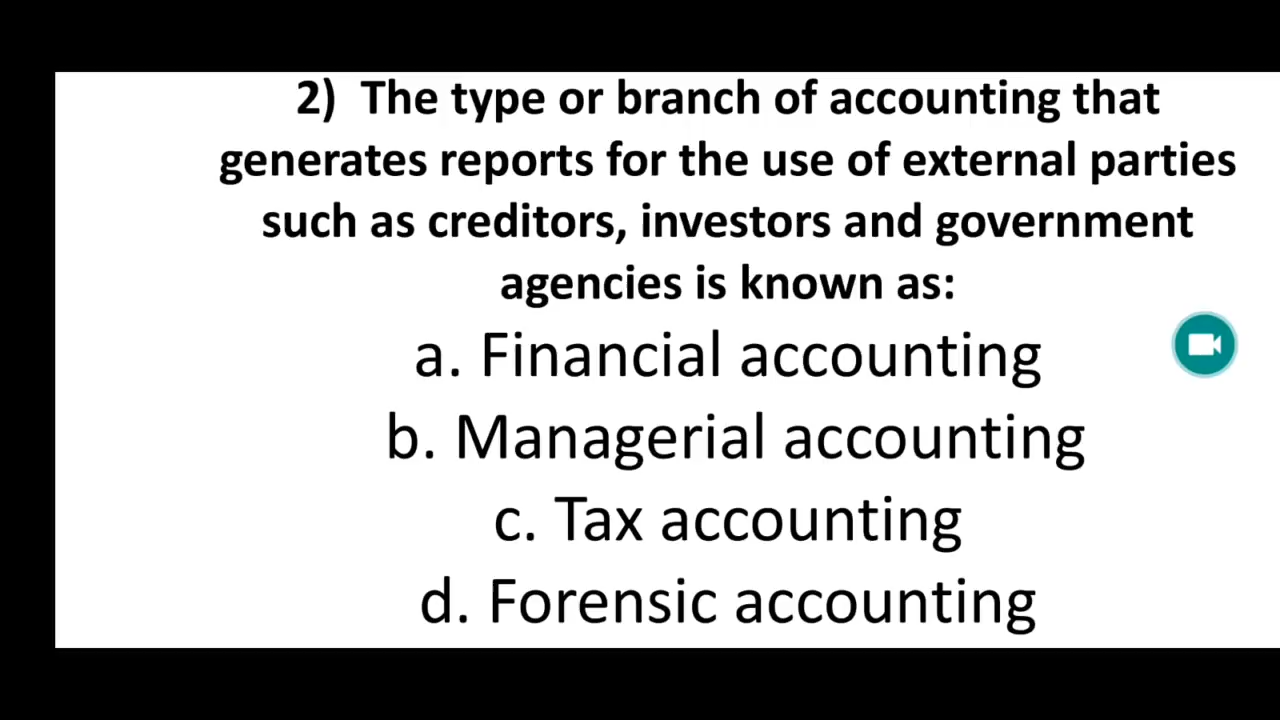 2) The type or branch of accounting that
generates reports for the use of external parties
such as creditors, investors and government
agencies is known as:
a. Financial accounting
b. Managerial accounting
c. Tax accounting
d. Forensic accounting